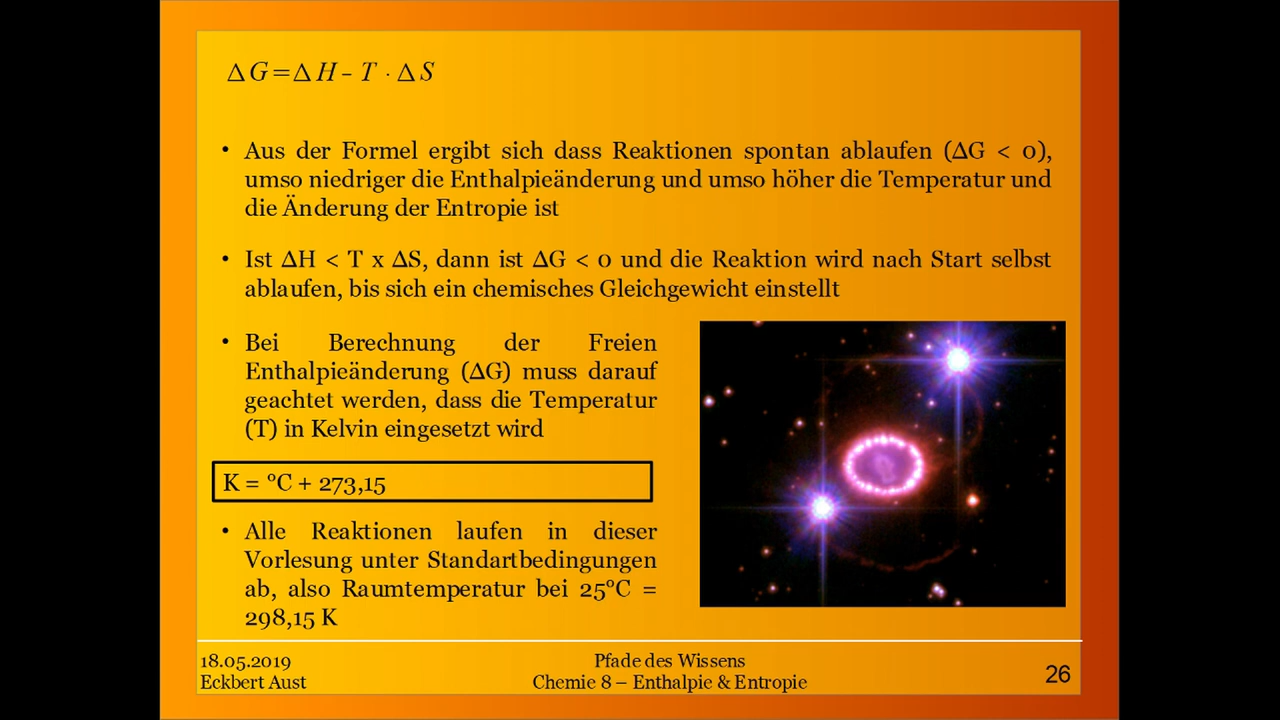 ΔG=ΔH– T · ΔS
• Aus der Formel ergibt sich dass Reaktionen spontan ablaufen (ΔG < 0),
umso niedriger die Enthalpieänderung und umso höher die Temperatur und
die Änderung der Entropie ist
• Ist ΔH < T x ΔS, dann ist ΔG < 0 und die Reaktion wird nach Start selbst
ablaufen, bis sich ein chemisches Gleichgewicht einstellt
• Bei Berechnung der Freien
Enthalpieänderung (ΔG) muss darauf
geachtet werden, dass die Temperatur
(T) in Kelvin eingesetzt wird
K = °C + 273,15
• Alle Reaktionen laufen in dieser
Vorlesung unter Standartbedingungen
ab, also Raumtemperatur bei 25°C =
298,15 K
18.05.2019
Eckbert Aust
Pfade des Wissens
Chemie 8 – Enthalpie & Entropie
26